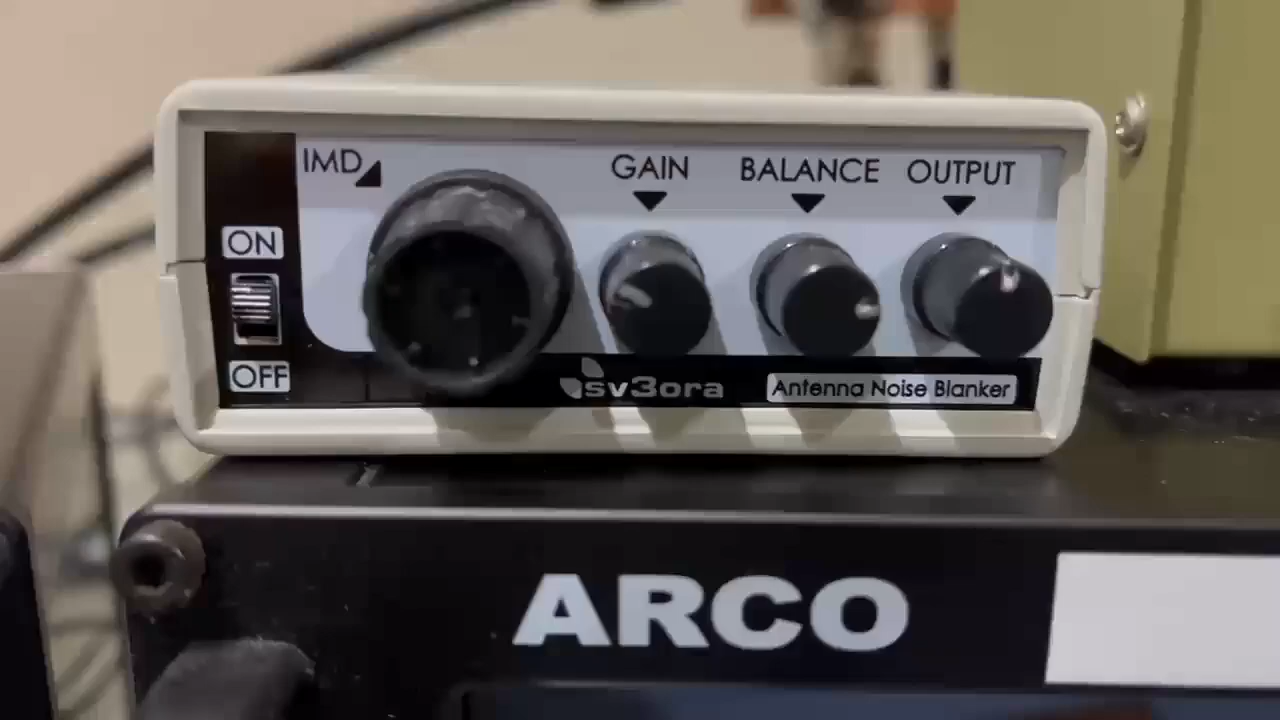 IMD
GAIN
BALANCE
OUTPUT
ON
OFF
sv3ora
Antenna Noise Blanker
ARCO